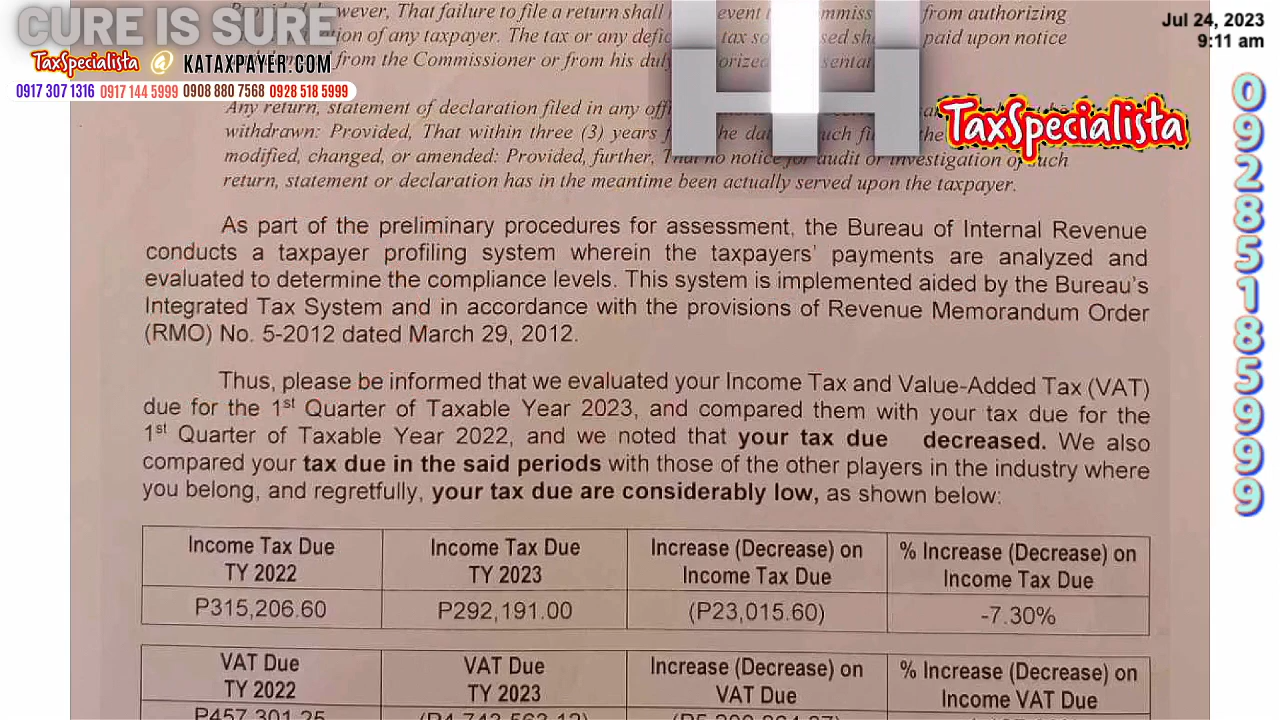 CURE IS SURE
TaxSpecialista @ KATAXPAYER.COM
0917 307 1316 0917 144 5999 0908 880 7568 0928 518 5999
Jul 24, 2023
9:11 am
TaxSpecialista
09285185999
however, That failure to file a return shall from authorizing
of any taxpayer. The tax or any tax paid upon notice
from the Commissioner or from his
Any return, statement of declaration filed in any
withdrawn: Provided, That within three (3) years
modified, changed, or amended: Provided, further, That no notice for audit or investigation of such
return, statement or declaration has in the meantime been actually served upon the taxpayer.
As part of the preliminary procedures for assessment, the Bureau of Internal Revenue
conducts a taxpayer profiling system wherein the taxpayers' payments are analyzed and
evaluated to determine the compliance levels. This system is implemented aided by the Bureau's
Integrated Tax System and in accordance with the provisions of Revenue Memorandum Order
(RMO) No. 5-2012 dated March 29, 2012.
Thus, please be informed that we evaluated your Income Tax and Value-Added Tax (VAT)
due for the 1st Quarter of Taxable Year 2023, and compared them with your tax due for the
1st Quarter of Taxable Year 2022, and we noted that your tax due decreased. We also
compared your tax due in the said periods with those of the other players in the industry where
you belong, and regretfully, your tax due are considerably low, as shown below:
Income Tax Due TY 2022 Income Tax Due TY 2023 Increase (Decrease) on Income Tax Due % Increase (Decrease) on Income Tax Due
P315,206.60 P292,191.00 (P23,015.60) -7.30%
VAT Due TY 2022 VAT Due TY 2023 Increase (Decrease) on VAT Due % Increase (Decrease) on Income VAT Due
P457,301.25